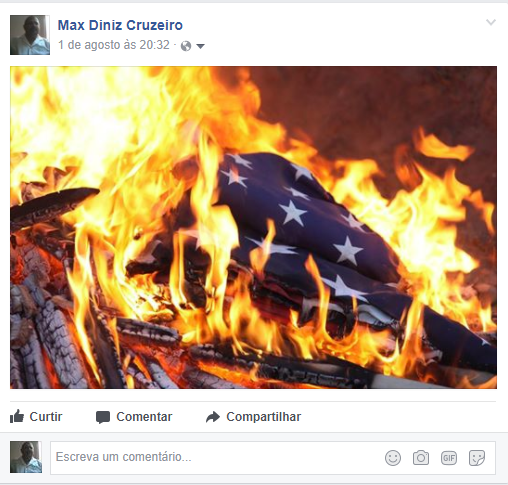 Max Diniz Cruzeiro
1 de agosto às 20:32 ·
Curtir Comentar Compartilhar
Escreva um comentário... GIF